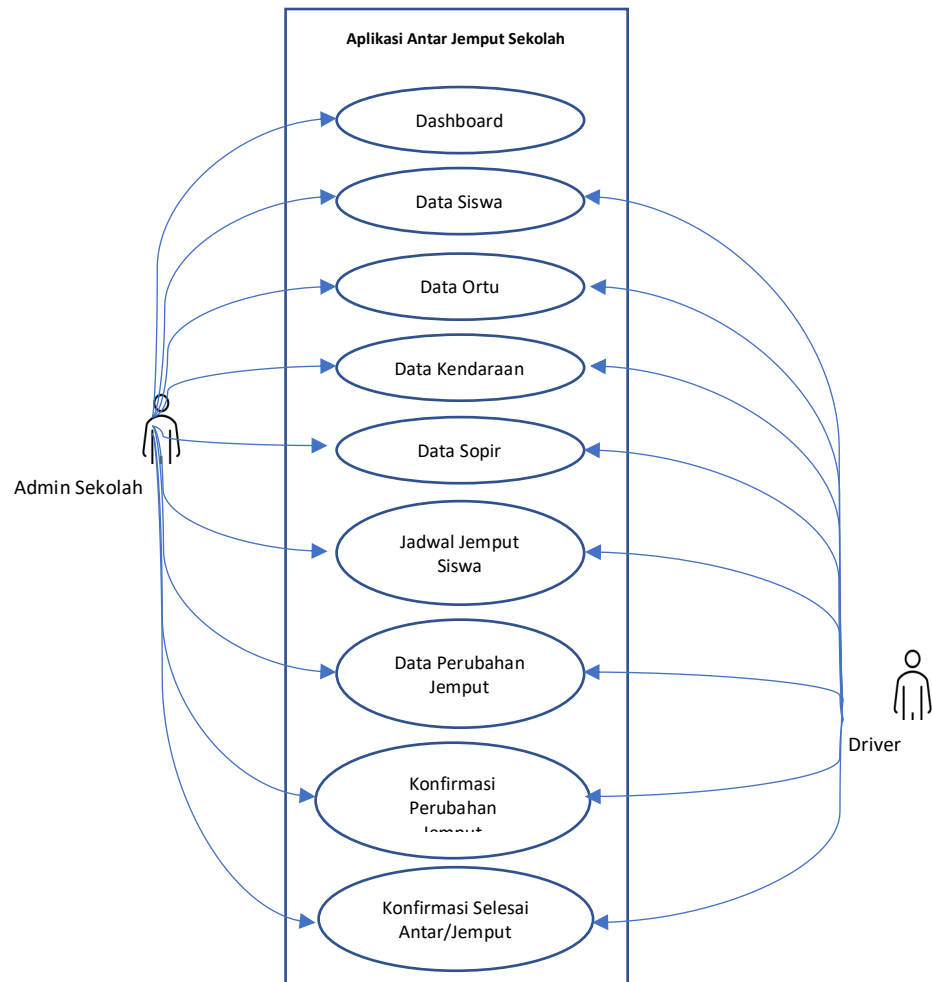 Aplikasi Antar Jemput Sekolah
Dashboard
Data Siswa
Data Ortu
Data Kendaraan
Data Sopir
Admin Sekolah
Jadwal Jemput
Siswa
Data Perubahan
Jemput
Driver
Konfirmasi
Perubahan
Jemput
Konfirmasi Selesai
Antar/Jemput